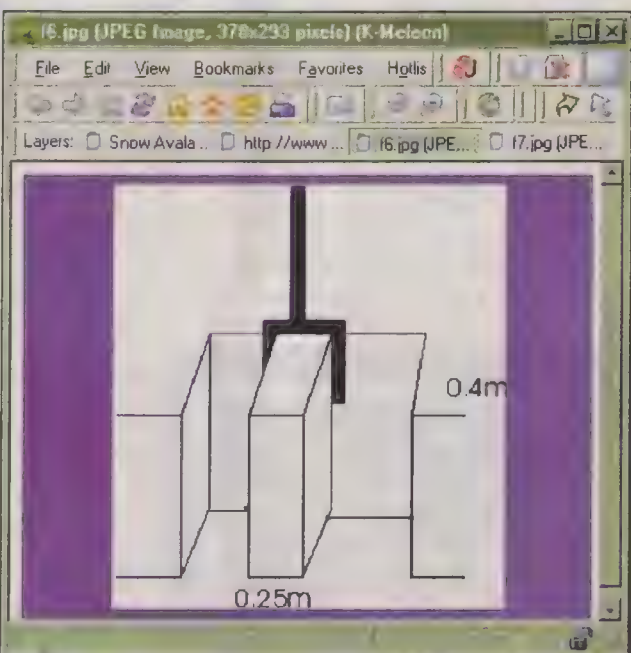 f6.jpg (JPEG Image, 378x293 pixels) (K-Meleon)
File Edit View Bookmarks Favorites Hotlis
Layers: Snow Avala .. http //www ... f6.jpg (JPE... f7.jpg (JPE...
0.4m
0.25m